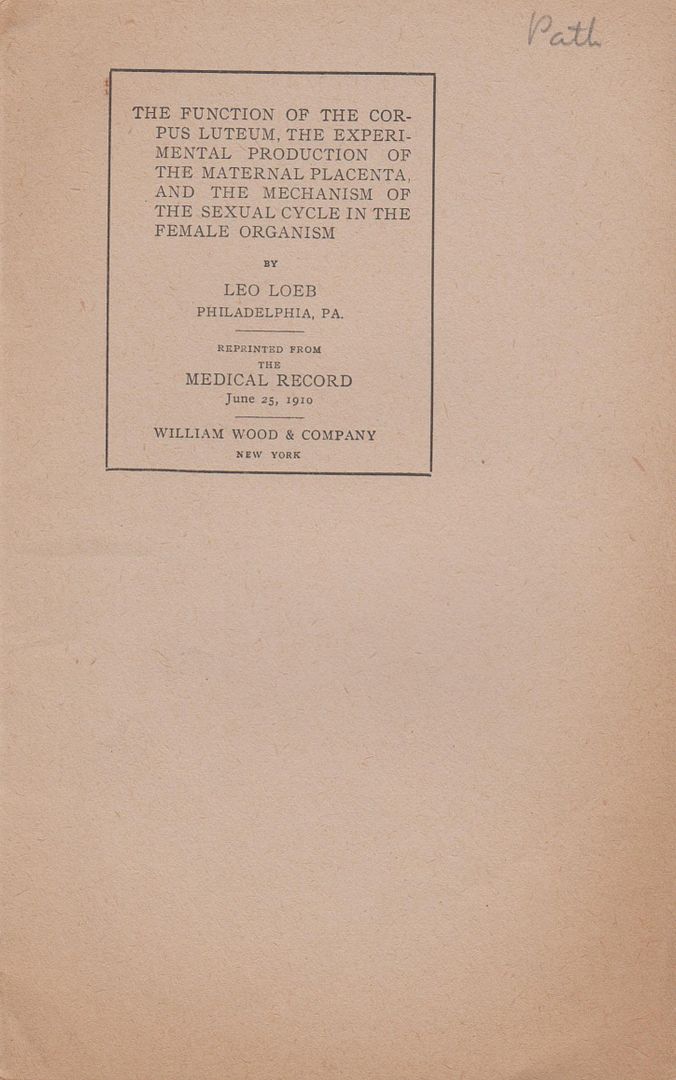 Path
THE FUNCTION OF THE COR-
PUS LUTEUM, THE EXPERI-
MENTAL PRODUCTION OF
THE MATERNAL PLACENTA,
AND THE MECHANISM OF
THE SEXUAL CYCLE IN THE
FEMALE ORGANISM
BY
LEO LOEB
PHILADELPHIA, PA.
REPRINTED FROM
THE
MEDICAL RECORD
June 25, 1910
WILLIAM WOOD & COMPANY
NEW YORK